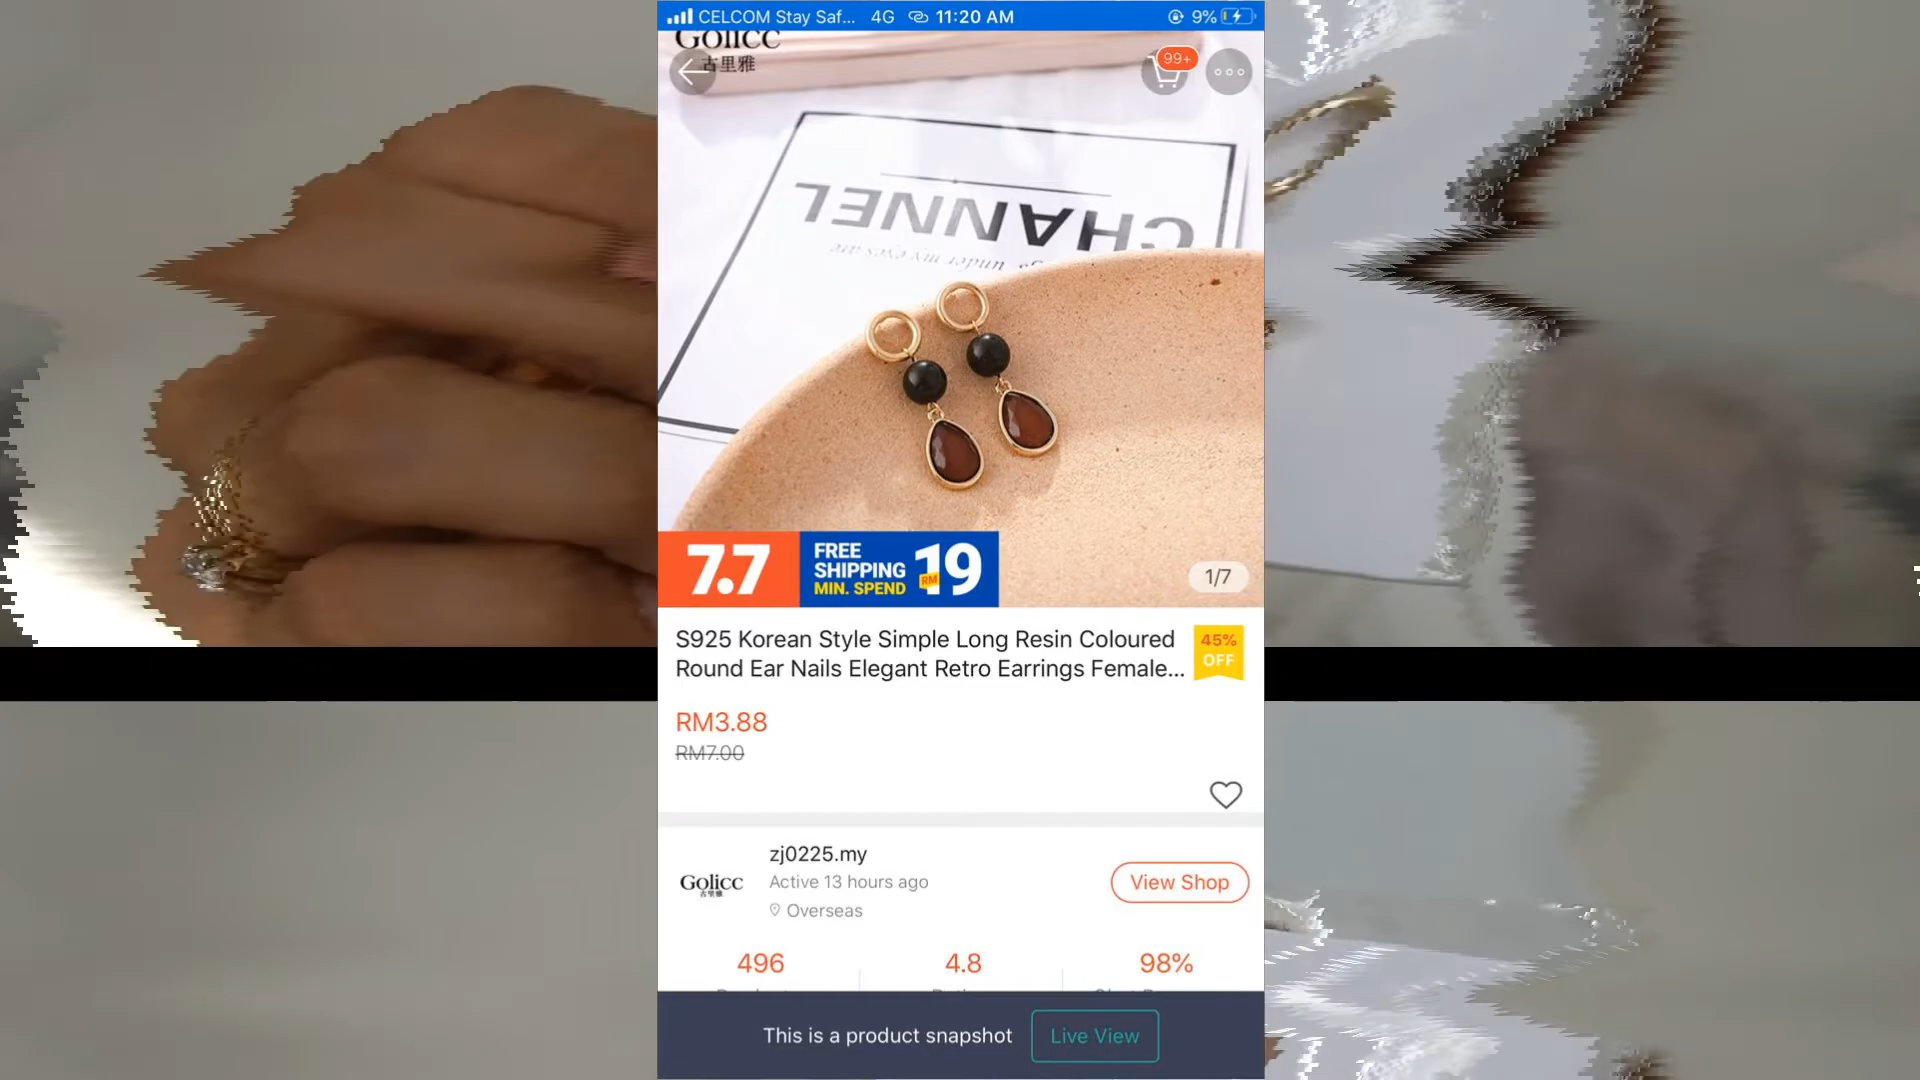 CELCOM Stay Saf... 4G 11:20 AM 9%
Golicc
古里雅
99+
CHANNEL
7.7
FREE SHIPPING MIN. SPEND RM 19
1/7
S925 Korean Style Simple Long Resin Coloured
Round Ear Nails Elegant Retro Earrings Female...
45%
OFF
RM3.88
RM7.00
zj0225.my
Golicc
古里雅
Active 13 hours ago
View Shop
Overseas
496 4.8 98%
This is a product snapshot
Live View